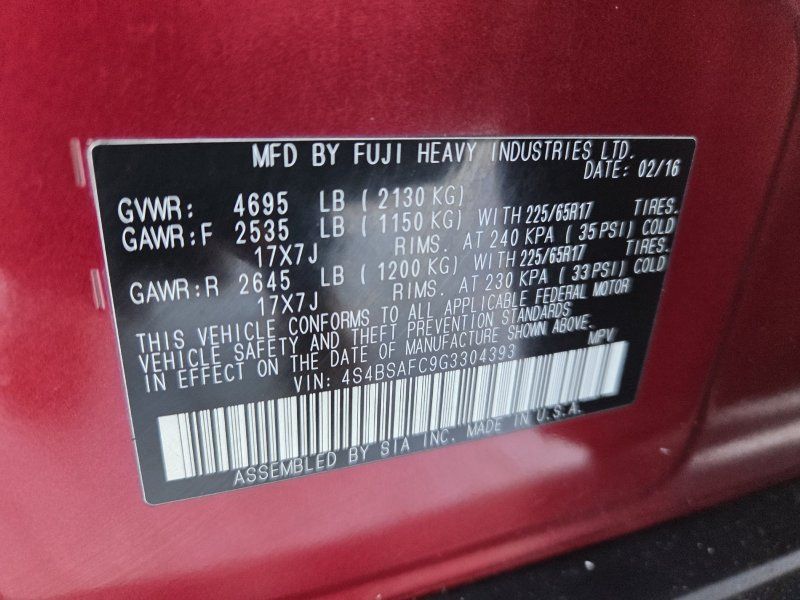 MFD BY FUJI HEAVY INDUSTRIES LTD.
DATE: 02/16
GVWR: 4695 LB ( 2130 KG)
GAWR:F 2535 LB ( 1150 KG) WITH 225/65R17 TIRES.
17X7J RIMS. AT 240 KPA ( 35 PSI) COLD
GAWR:R 2645 LB ( 1200 KG) WITH 225/65R17 TIRES.
17X7J RIMS. AT 230 KPA ( 33 PSI) COLD
THIS VEHICLE CONFORMS TO ALL APPLICABLE FEDERAL MOTOR
VEHICLE SAFETY AND THEFT PREVENTION STANDARDS
IN EFFECT ON THE DATE OF MANUFACTURE SHOWN ABOVE.
VIN: 4S4BSAFC9G3304393 MPV
ASSEMBLED BY SIA INC. MADE IN U.S.A.